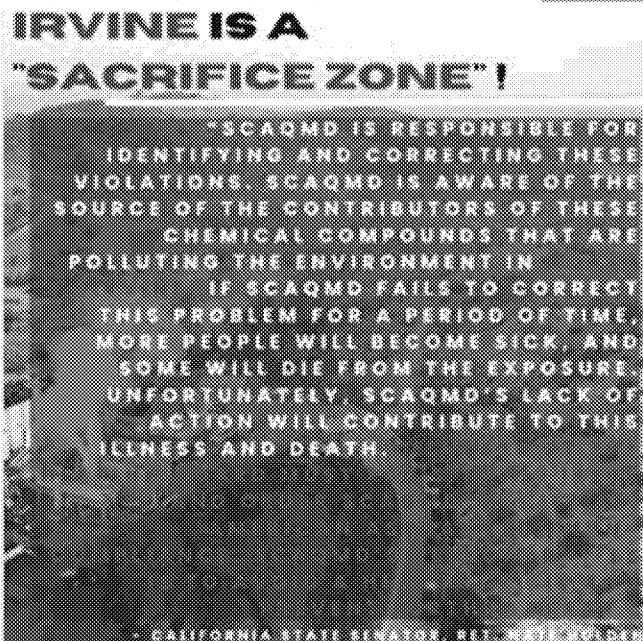 IRVINE IS A
"SACRIFICE ZONE"!
"SCAQMD IS RESPONSIBLE FOR
IDENTIFYING AND CORRECTING THESE
VIOLATIONS. SCAQMD IS AWARE OF THE
SOURCE OF THE CONTRIBUTORS OF THESE
CHEMICAL COMPOUNDS THAT ARE
POLLUTING THE ENVIRONMENT IN
IF SCAQMD FAILS TO CORRECT
THIS PROBLEM FOR A PERIOD OF TIME,
MORE PEOPLE WILL BECOME SICK, AND
SOME WILL DIE FROM THE EXPOSURE.
UNFORTUNATELY, SCAQMD'S LACK OF
ACTION WILL CONTRIBUTE TO THIS
ILLNESS AND DEATH.
- CALIFORNIA STATE SENATOR,